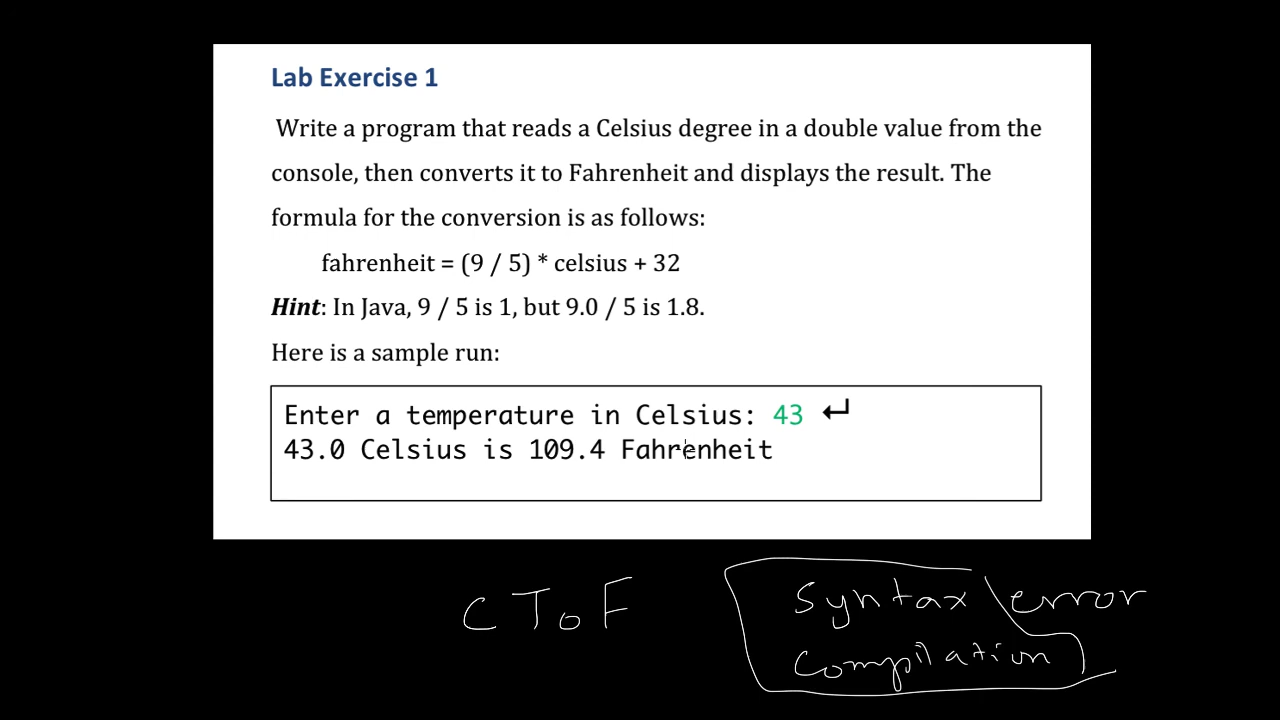 Lab Exercise 1
Write a program that reads a Celsius degree in a double value from the
console, then converts it to Fahrenheit and displays the result. The
formula for the conversion is as follows:
fahrenheit = (9 / 5) * celsius + 32
Hint: In Java, 9 / 5 is 1, but 9.0 / 5 is 1.8.
Here is a sample run:
Enter a temperature in Celsius: 43 ↵
43.0 Celsius is 109.4 Fahrenheit
CToF
Syntax error
Compilation